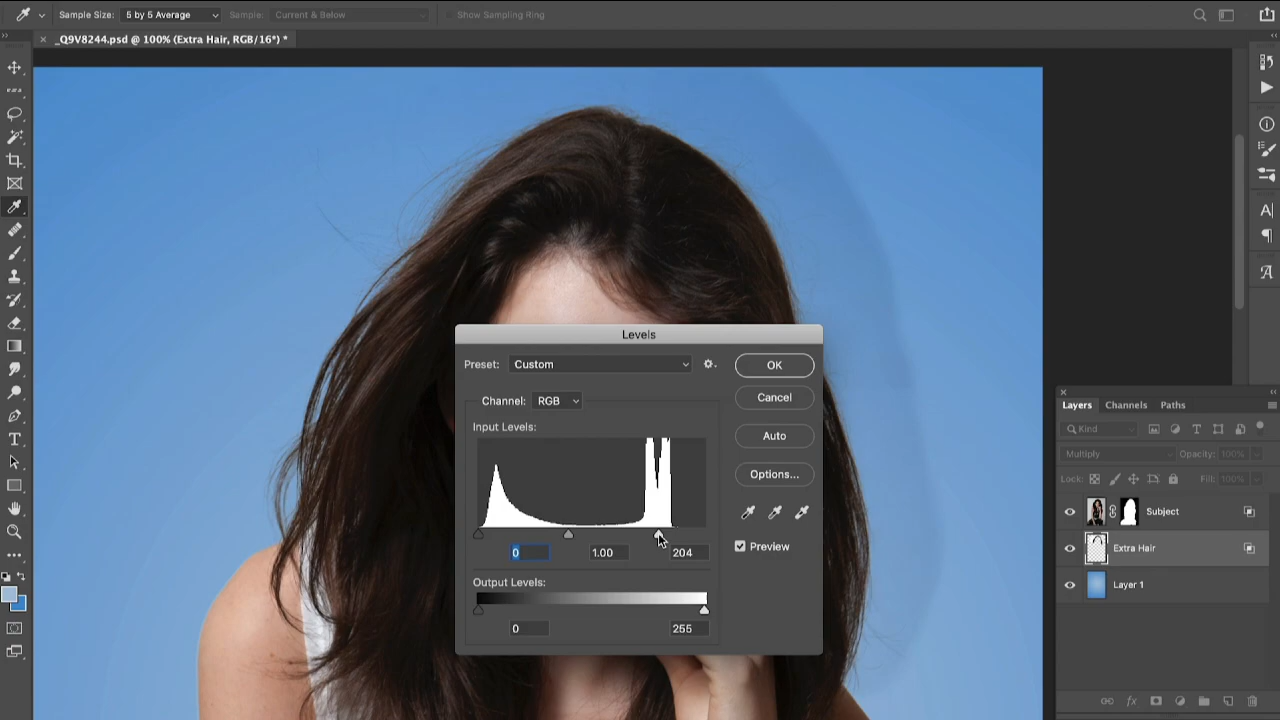 Sample Size: 5 by 5 Average Sample: Current & Below Show Sampling Ring
_Q9V8244.psd @ 100% (Extra Hair, RGB/16*) *
Levels
Preset: Custom
OK
Channel: RGB
Cancel
Input Levels:
Auto
Options...
0 1.00 204
Preview
Output Levels:
0 255
Layers Channels Paths
Kind
Multiply Opacity: 100%
Lock: Fill: 100%
Subject
Extra Hair
Layer 1
fx